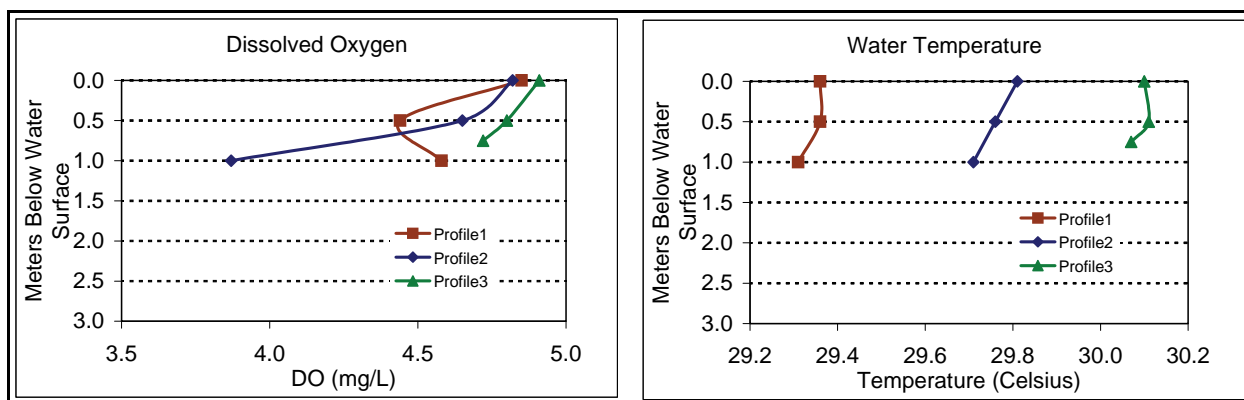 Dissolved Oxygen
0.0
0.5
1.0
1.5
2.0
2.5
3.0
Meters Below Water
Surface
Profile1
Profile2
Profile3
3.5 4.0 4.5 5.0
DO (mg/L)
Water Temperature
0.0
0.5
1.0
1.5
2.0
2.5
3.0
Meters Below Water
Surface
Profile1
Profile2
Profile3
29.2 29.4 29.6 29.8 30.0 30.2
Temperature (Celsius)